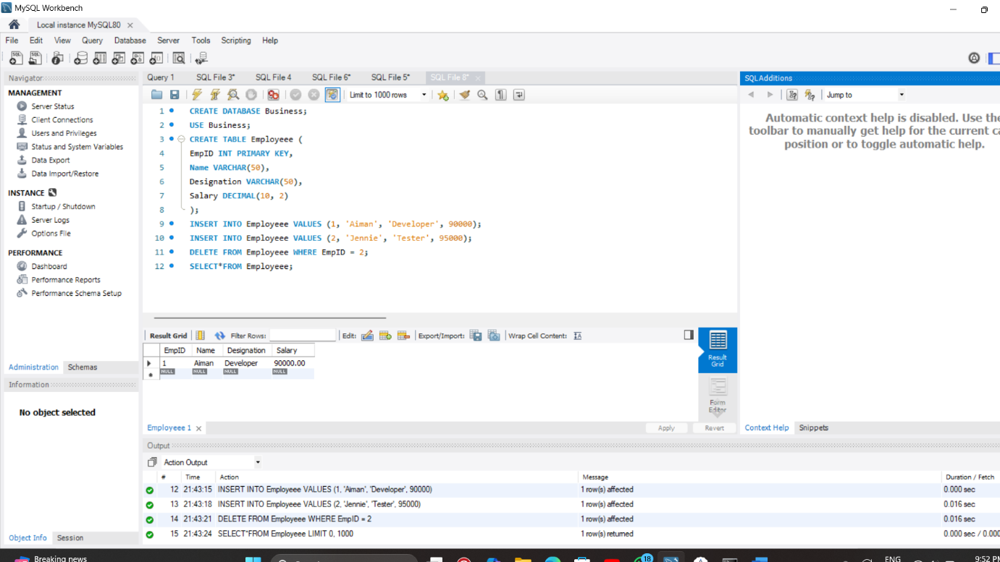 MySQL Workbench
Local instance MySQL80
File Edit View Query Database Server Tools Scripting Help
Navigator
MANAGEMENT
Server Status
Client Connections
Users and Privileges
Status and System Variables
Data Export
Data Import/Restore
INSTANCE
Startup / Shutdown
Server Logs
Options File
PERFORMANCE
Dashboard
Performance Reports
Performance Schema Setup
Administration Schemas
Information
No object selected
Object Info Session
Query 1 SQL File 3* SQL File 4 SQL File 6* SQL File 5* SQL File 8*
Limit to 1000 rows
1 CREATE DATABASE Business;
2 USE Business;
3 CREATE TABLE Employeee (
4 EmpID INT PRIMARY KEY,
5 Name VARCHAR(50),
6 Designation VARCHAR(50),
7 Salary DECIMAL(10, 2)
8 );
9 INSERT INTO Employeee VALUES (1, 'Aiman', 'Developer', 90000);
10 INSERT INTO Employeee VALUES (2, 'Jennie', 'Tester', 95000);
11 DELETE FROM Employeee WHERE EmpID = 2;
12 SELECT*FROM Employeee;
Result Grid Filter Rows: Edit: Export/Import: Wrap Cell Content:
EmpID Name Designation Salary
1 Aiman Developer 90000.00
NULL NULL NULL NULL
Result
Grid
Form
Editor
Employeee 1 Apply Revert
SQLAdditions
Jump to
Automatic context help is disabled. Use the
toolbar to manually get help for the current ca
position or to toggle automatic help.
Context Help Snippets
Output
Action Output
# Time Action Message Duration / Fetch
12 21:43:15 INSERT INTO Employeee VALUES (1, 'Aiman', 'Developer', 90000) 1 row(s) affected 0.000 sec
13 21:43:18 INSERT INTO Employeee VALUES (2, 'Jennie', 'Tester', 95000) 1 row(s) affected 0.016 sec
14 21:43:21 DELETE FROM Employeee WHERE EmpID = 2 1 row(s) affected 0.016 sec
15 21:43:24 SELECT*FROM Employeee LIMIT 0, 1000 1 row(s) returned 0.000 sec / 0.000
Breaking news
18
ENG
9:52 PM